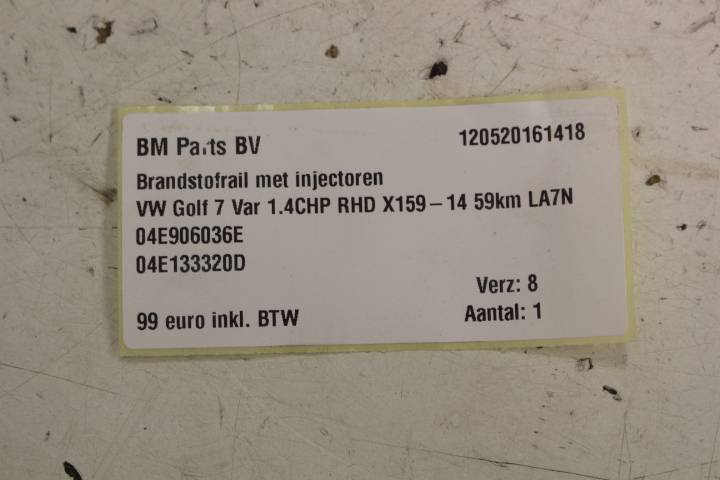 BM Parts BV 120520161418
Brandstofrail met injectoren
VW Golf 7 Var 1.4CHP RHD X159-14 59km LA7N
04E906036E
04E133320D
Verz: 8
99 euro inkl. BTW Aantal: 1